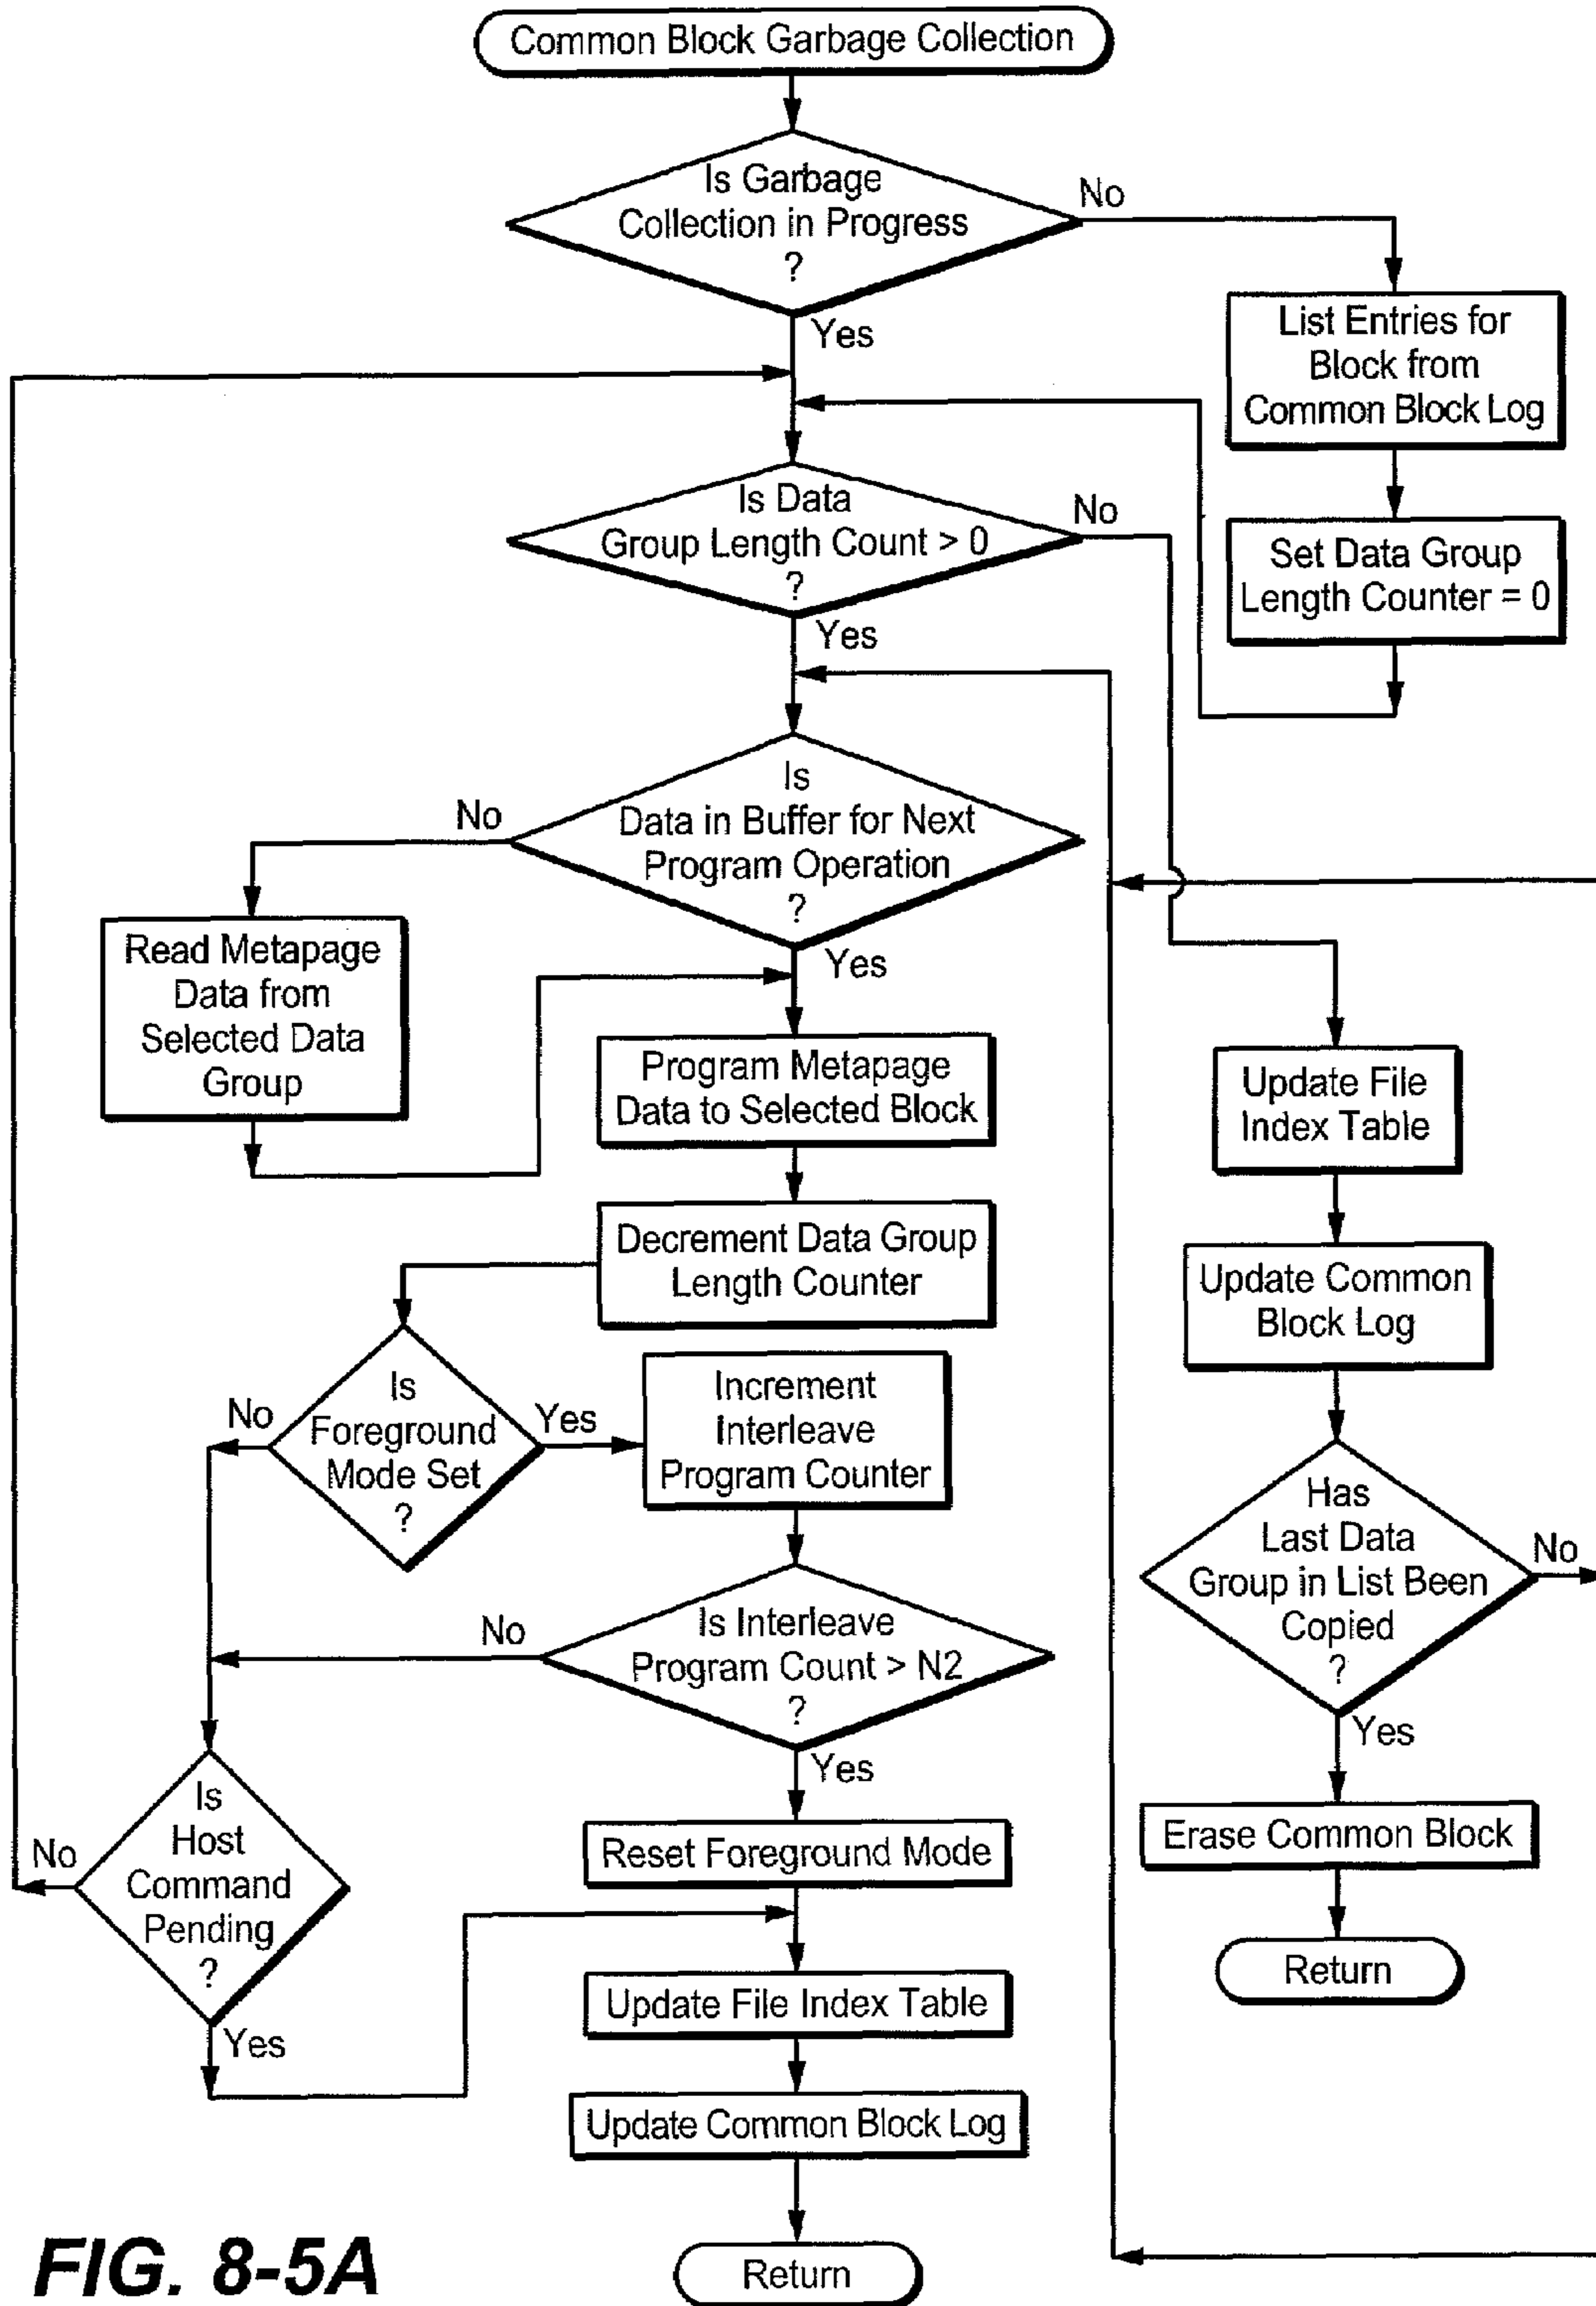 Common Block Garbage Collection
Is Garbage
Collection in Progress
?
No
Yes
List Entries for
Block from
Common Block Log
Set Data Group
Length Counter = 0
Is Data
Group Length Count > 0
?
No
Yes
Is
Data in Buffer for Next
Program Operation
?
No
Yes
Read Metapage
Data from
Selected Data
Group
Program Metapage
Data to Selected Block
Decrement Data Group
Length Counter
Is
Foreground
Mode Set
?
No
Yes
Increment
Interleave
Program Counter
Is Interleave
Program Count > N2
?
No
Yes
Is
Host
Command
Pending
?
No
Yes
Reset Foreground Mode
Update File Index Table
Update Common Block Log
Return
Update File
Index Table
Update Common
Block Log
Has
Last Data
Group in List Been
Copied
?
No
Yes
Erase Common Block
Return
FIG. 8-5A